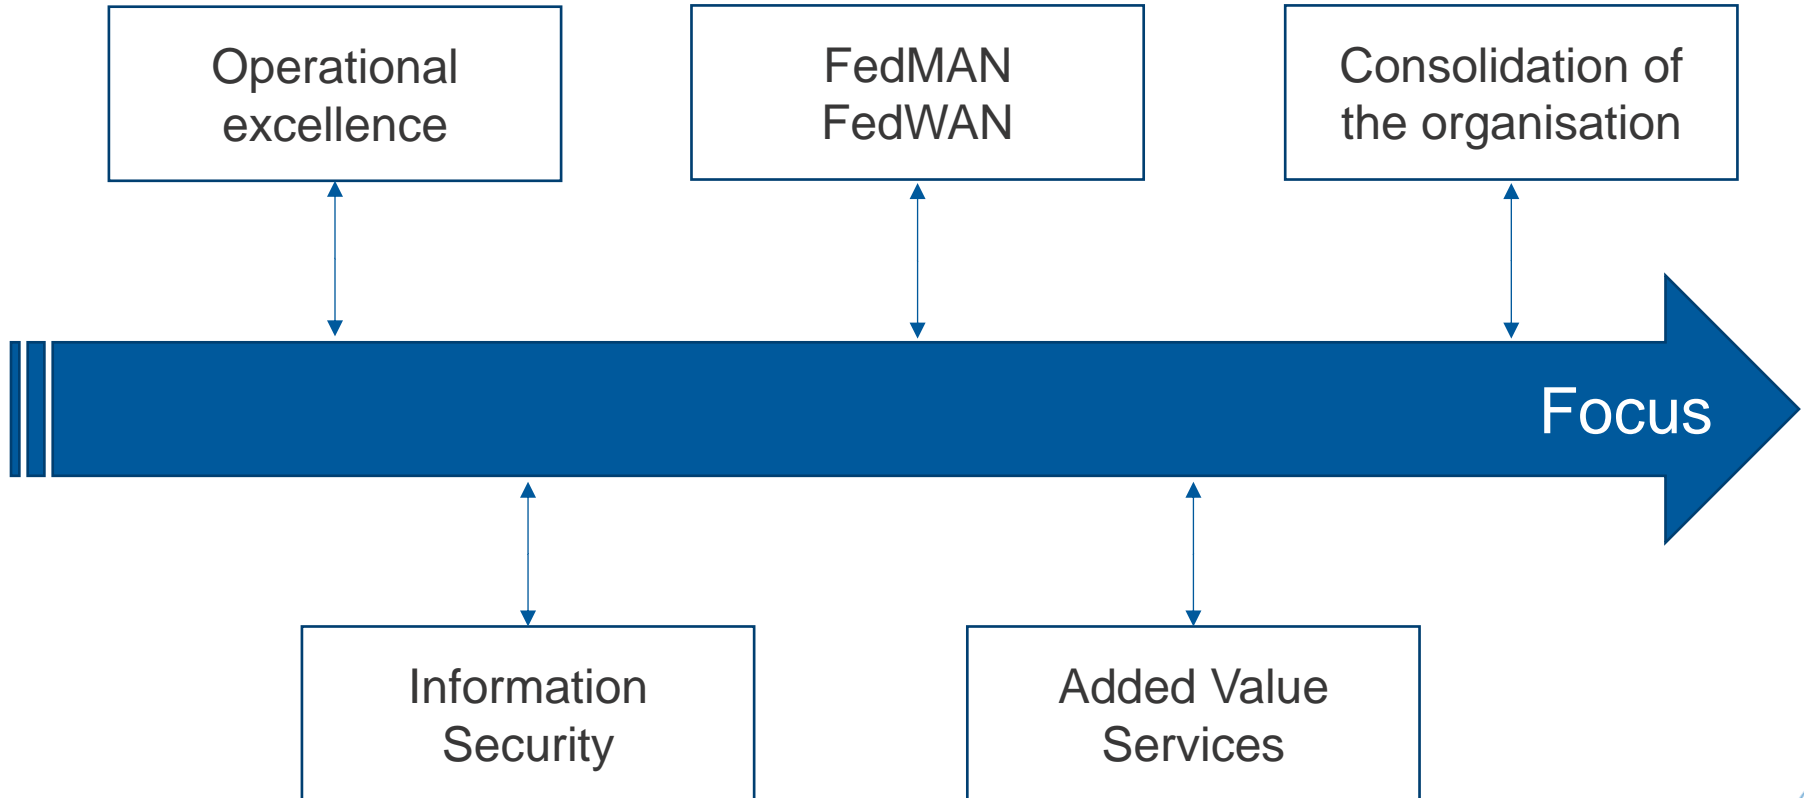 Operational
excellence
FedMAN
FedWAN
Consolidation of
the organisation
Focus
Information
Security
Added Value
Services